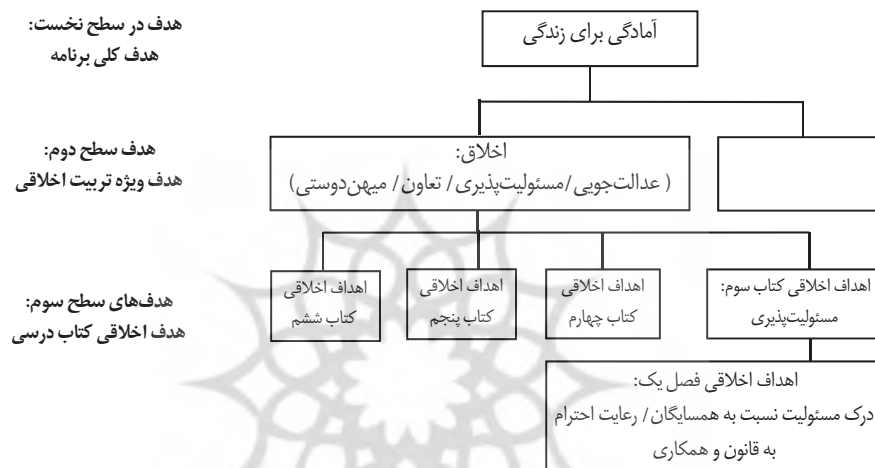 هدف در سطح نخست:
هدف کلی برنامه
آمادگی برای زندگی
هدف سطح دوم:
هدف ویژه تربیت اخلاقی
اخلاق:
( عدالت‌جویی/مسئولیت‌پذیری/ تعاون/ میهن‌دوستی)
هدف‌های سطح سوم:
هدف اخلاقی کتاب درسی
اهداف اخلاقی کتاب سوم:
مسئولیت‌پذیری
اهداف اخلاقی
کتاب چهارم
اهداف اخلاقی
کتاب پنجم
اهداف اخلاقی
کتاب ششم
اهداف اخلاقی فصل یک:
درک مسئولیت نسبت به همسایگان/ رعایت احترام
به قانون و همکاری